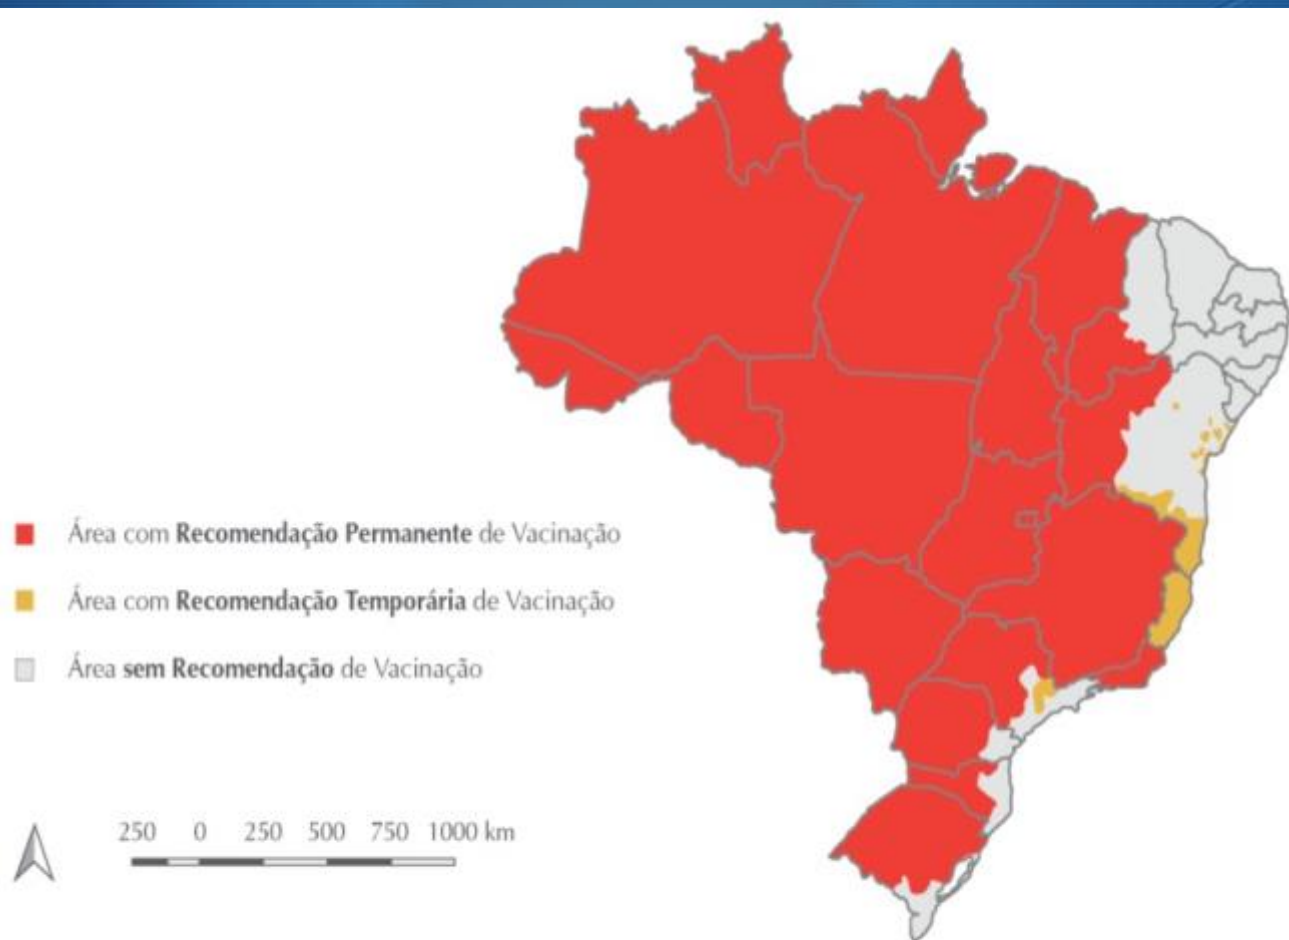 Área com Recomendação Permanente de Vacinação
Área com Recomendação Temporária de Vacinação
Área sem Recomendação de Vacinação
250 0 250 500 750 1000 km